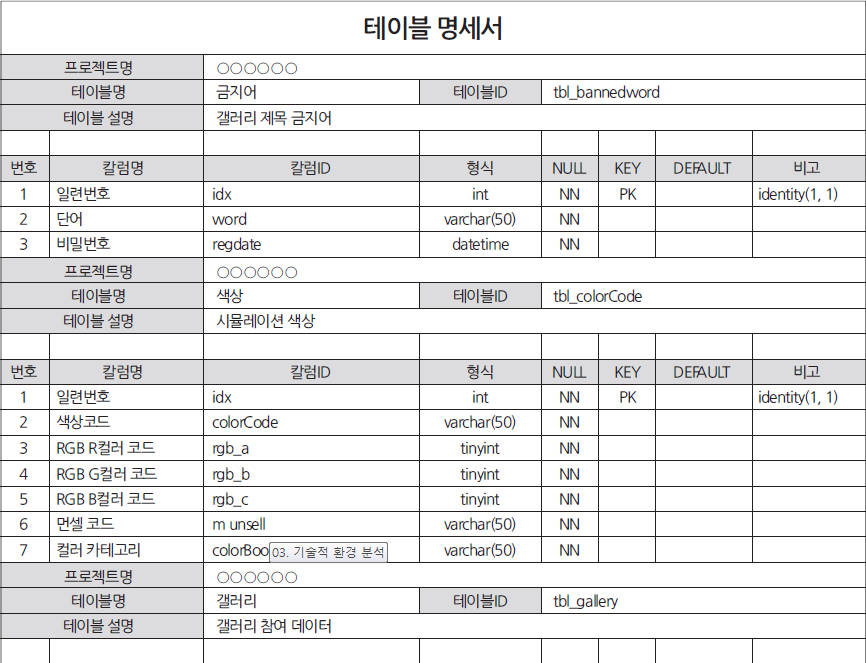 테이블 명세서
프로젝트명 ○○○○○○
테이블명 금지어 테이블ID tbl_bannedword
테이블 설명 갤러리 제목 금지어
번호 칼럼명 칼럼ID 형식 NULL KEY DEFAULT 비고
1 일련번호 idx int NN PK identity(1, 1)
2 단어 word varchar(50) NN
3 비밀번호 regdate datetime NN
프로젝트명 ○○○○○○
테이블명 색상 테이블ID tbl_colorCode
테이블 설명 시뮬레이션 색상
번호 칼럼명 칼럼ID 형식 NULL KEY DEFAULT 비고
1 일련번호 idx int NN PK identity(1, 1)
2 색상코드 colorCode varchar(50) NN
3 RGB R컬러 코드 rgb_a tinyint NN
4 RGB G컬러 코드 rgb_b tinyint NN
5 RGB B컬러 코드 rgb_c tinyint NN
6 먼셀 코드 m unsell varchar(50) NN
7 컬러 카테고리 colorBoo 03. 기술적 환경 분석 varchar(50) NN
프로젝트명 ○○○○○○
테이블명 갤러리 테이블ID tbl_gallery
테이블 설명 갤러리 참여 데이터